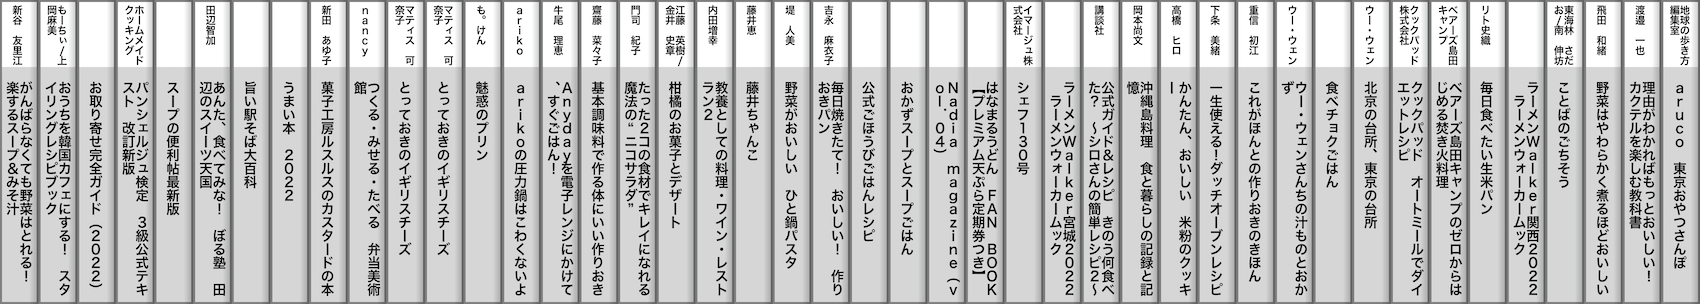 地球の歩き方
編集室
aruco 東京おやつさんぽ
渡邉 一也
理由がわかればもっとおいしい!
カクテルを楽しむ教科書
飛田 和緒
野菜はやわらかく煮るほどおいしい
東海林 さだ
お/南 伸坊
ことばのごちそう
ラーメンWalker関西2022
ラーメンウォーカームック
リト史織
毎日食べたい生米パン
ベアーズ島田
キャンプ
ベアーズ島田キャンプのゼロからは
じめる焚き火料理
クックパッド
株式会社
クックパッド オートミールでダイ
エットレシピ
ウー・ウェン
北京の台所、東京の台所
食べチョクごはん
ウー・ウェン
ウー・ウェンさんちの汁ものとおか
ず
重信 初江
これがほんとの作りおきのきほん
下条 美緒
一生使える!ダッチオーブンレシピ
高橋 ヒロ
かんたん、おいしい 米粉のクッキ
ー
岡本尚文
沖縄島料理 食と暮らしの記録と記
憶
講談社
公式ガイド&レシピ きのう何食べ
た? 〜シロさんの簡単レシピ2〜
ラーメンWalker宮城2022
ラーメンウォーカームック
イマージュ株
式会社
シェフ130号
はなまるうどん FAN BOOK
【プレミアム天ぷら定期券つき】
Nadia magazine(v
ol.04)
おかずスープとスープごはん
公式ごほうびごはんレシピ
吉永 麻衣子
毎日焼きたて! おいしい! 作り
おきパン
堤 人美
野菜がおいしい ひと鍋パスタ
藤井恵
藤井ちゃんこ
内田増幸
教養としての料理・ワイン・レスト
ラン2
江藤 英樹/
金井 史章
柑橘のお菓子とデザート
門司 紀子
たった2コの食材でキレイになれる
魔法の“ニコサラダ”
齋藤 菜々子
基本調味料で作る体にいい作りおき
牛尾 理恵
Anydayを電子レンジにかけて
、すぐごはん!
ariko
arikoの圧力鍋はこわくないよ
も。けん
魅惑のプリン
マティス 可
奈子
とっておきのイギリスチーズ
マティス 可
奈子
とっておきのイギリスチーズ
nancy
つくる・みせる・たべる 弁当美術
館
新田 あゆ子
菓子工房ルスルスのカスタードの本
うまい本 2022
旨い駅そば大百科
田辺智加
あんた、食べてみな! ぼる塾 田
辺のスイーツ天国
スープの便利帖最新版
ホームメイド
クッキング
パンシェルジュ検定 3級公式テキ
スト 改訂新版
お取り寄せ完全ガイド(2022)
もーちぃ/上
岡麻美
おうちを韓国カフェにする! スタ
イリングレシピブック
新谷 友里江
がんばらなくても野菜はとれる!
楽するスープ&みそ汁